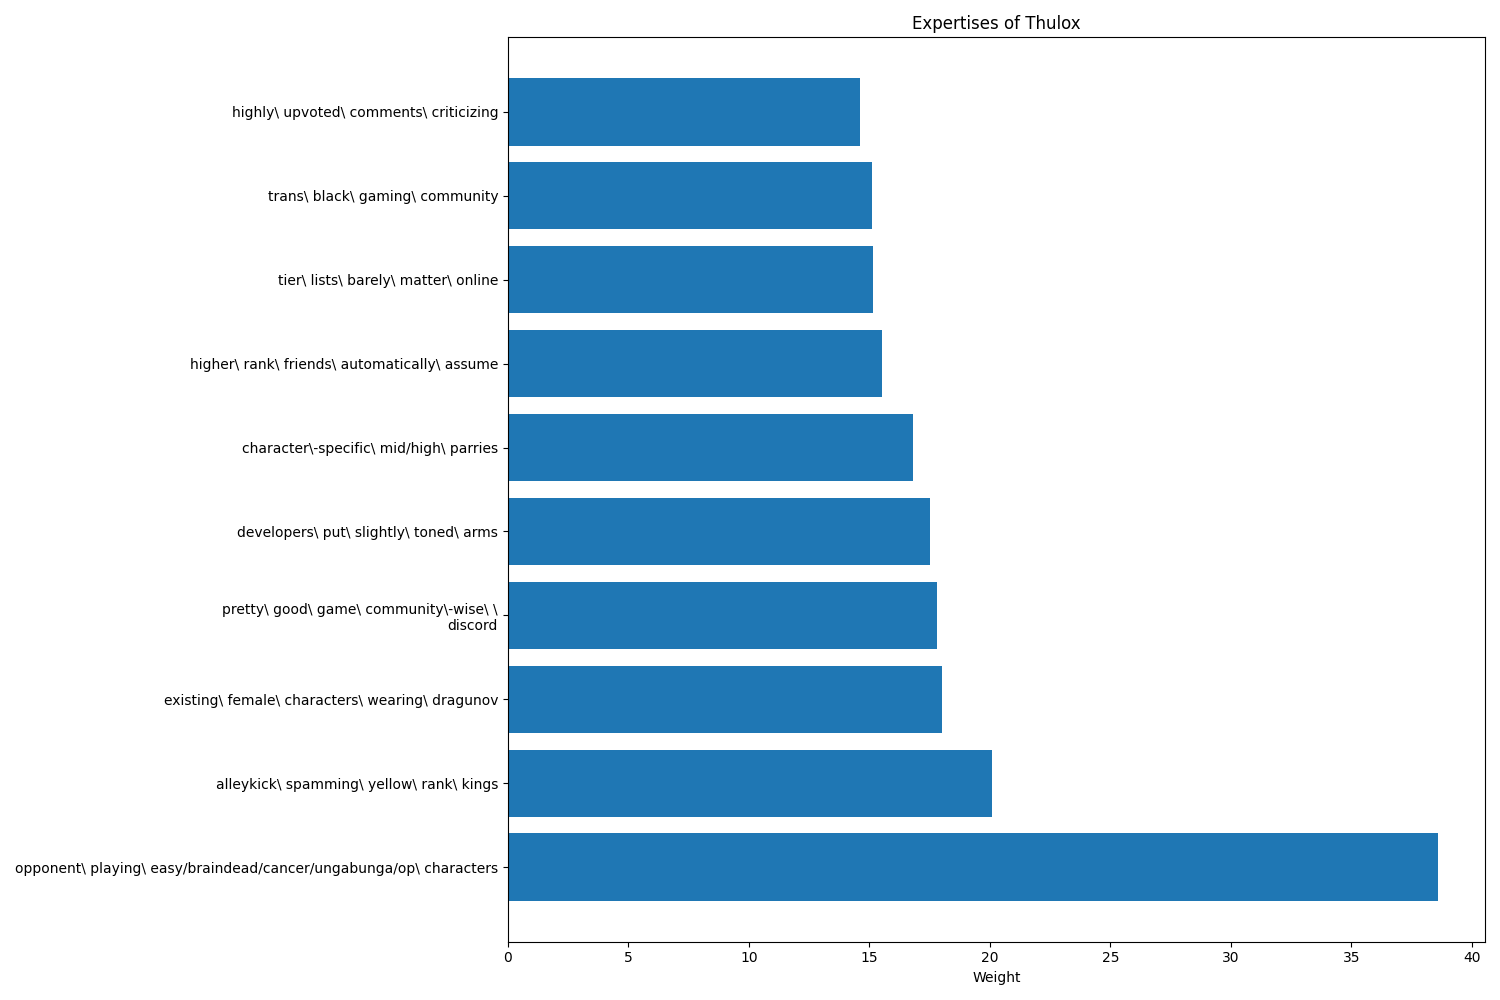 Expertises of Thulox
highly\ upvoted\ comments\ criticizing
trans\ black\ gaming\ community
tier\ lists\ barely\ matter\ online
higher\ rank\ friends\ automatically\ assume
character\-specific\ mid/high\ parries
developers\ put\ slightly\ toned\ arms
pretty\ good\ game\ community\-wise\ \
discord
existing\ female\ characters\ wearing\ dragunov
alleykick\ spamming\ yellow\ rank\ kings
opponent\ playing\ easy/braindead/cancer/ungabunga/op\ characters
0 5 10 15 20 25 30 35 40
Weight